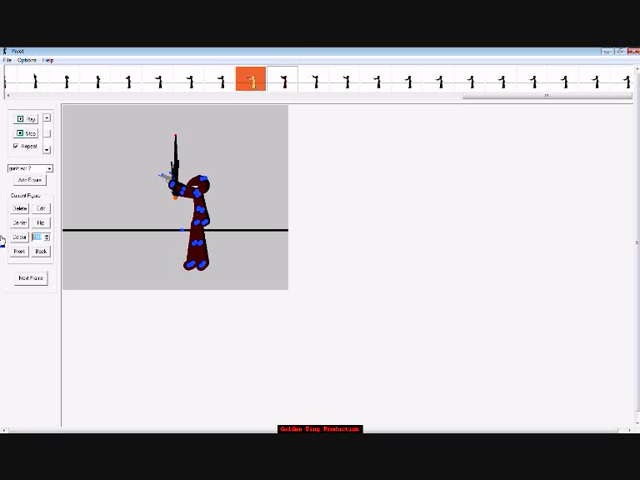 Pivot
File Options Help
Play
Stop
Repeat
Add Figure
Current Figure
Delete Edit
Center Flip
Colour
Front Back
Next Frame
Golden Ding Production